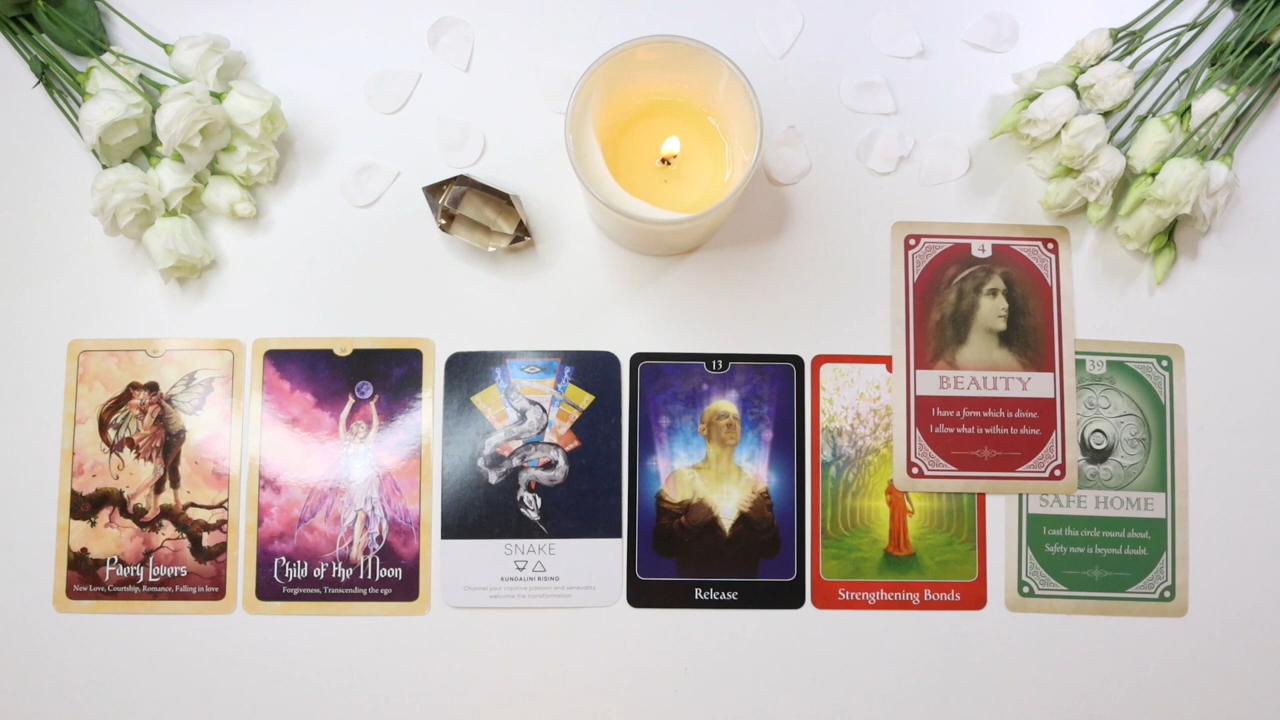 Faery Lovers
New Love, Courtship, Romance, Falling in love
Child of the Moon
Forgiveness, Transcending the ego
SNAKE
KUNDALINI RISING
Channel your creative passion and sensuality,
welcome the transformation
13
Release
Strengthening Bonds
4
BEAUTY
I have a form which is divine.
I allow what is within to shine.
39
SAFE HOME
I cast this circle round about,
Safety now is beyond doubt.